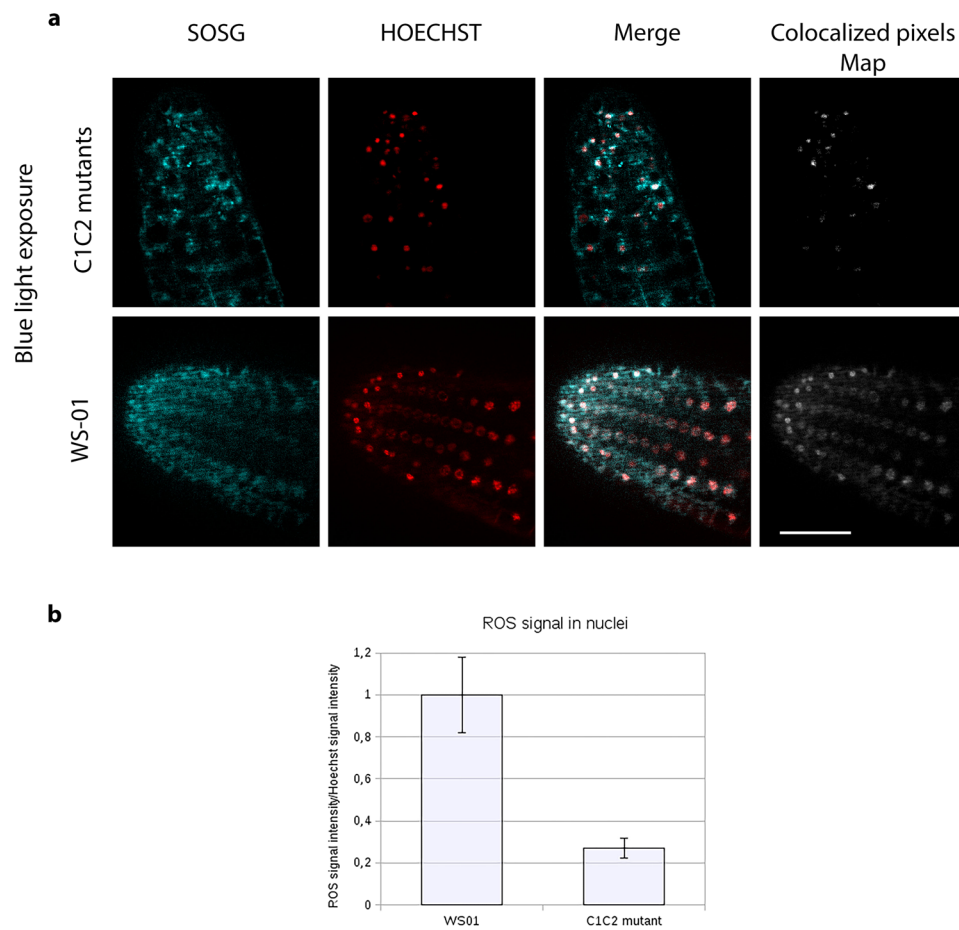 a
SOSG
HOECHST
Merge
Colocalized pixels
Map
Blue light exposure
C1C2 mutants
WS-01
b
ROS signal in nuclei
ROS signal intensity/Hoechst signal intensity
1,2
1
0,8
0,6
0,4
0,2
0
WS01
C1C2 mutant